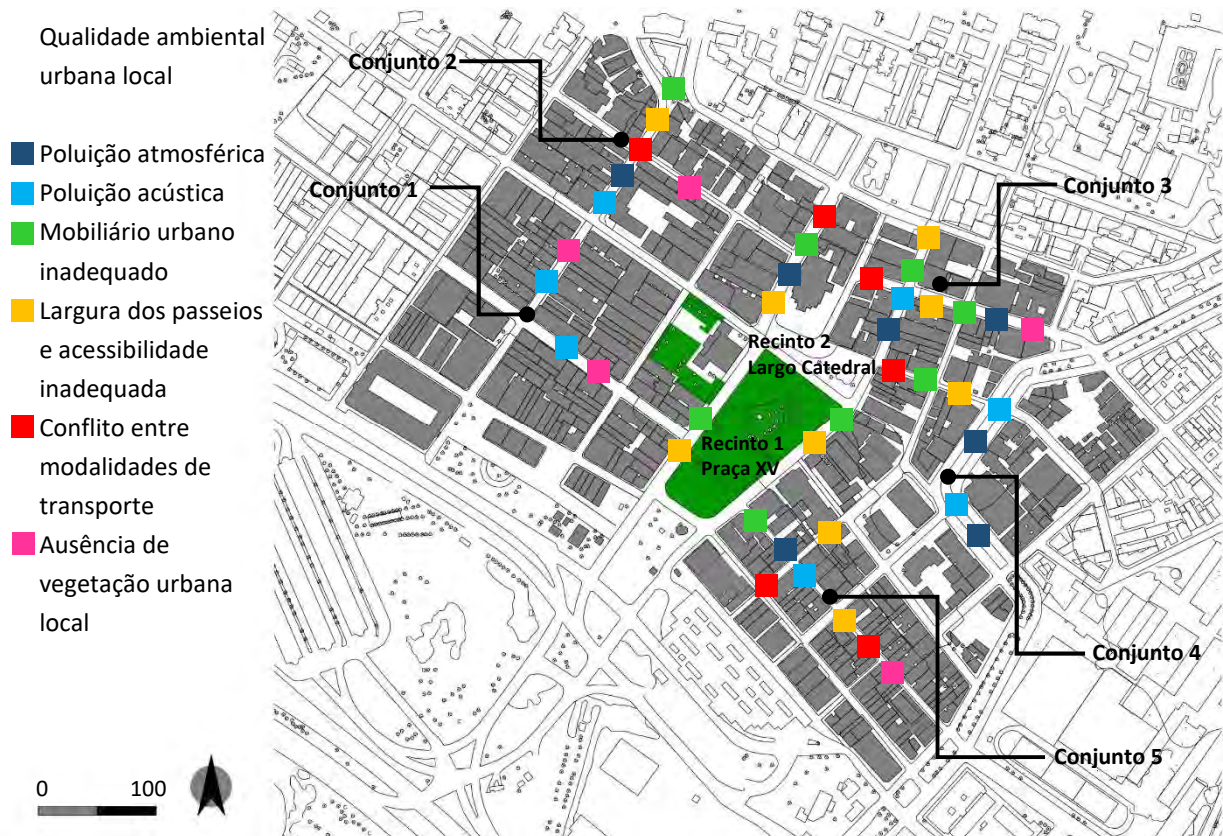 Qualidade ambiental
urbana local
Poluição atmosférica
Poluição acústica
Mobiliário urbano
inadequado
Largura dos passeios
e acessibilidade
inadequada
Conflito entre
modalidades de
transporte
Ausência de
vegetação urbana
local
0 100
Conjunto 2
Conjunto 1
Conjunto 3
Recinto 2
Largo Catedral
Recinto 1
Praça XV
Conjunto 4
Conjunto 5